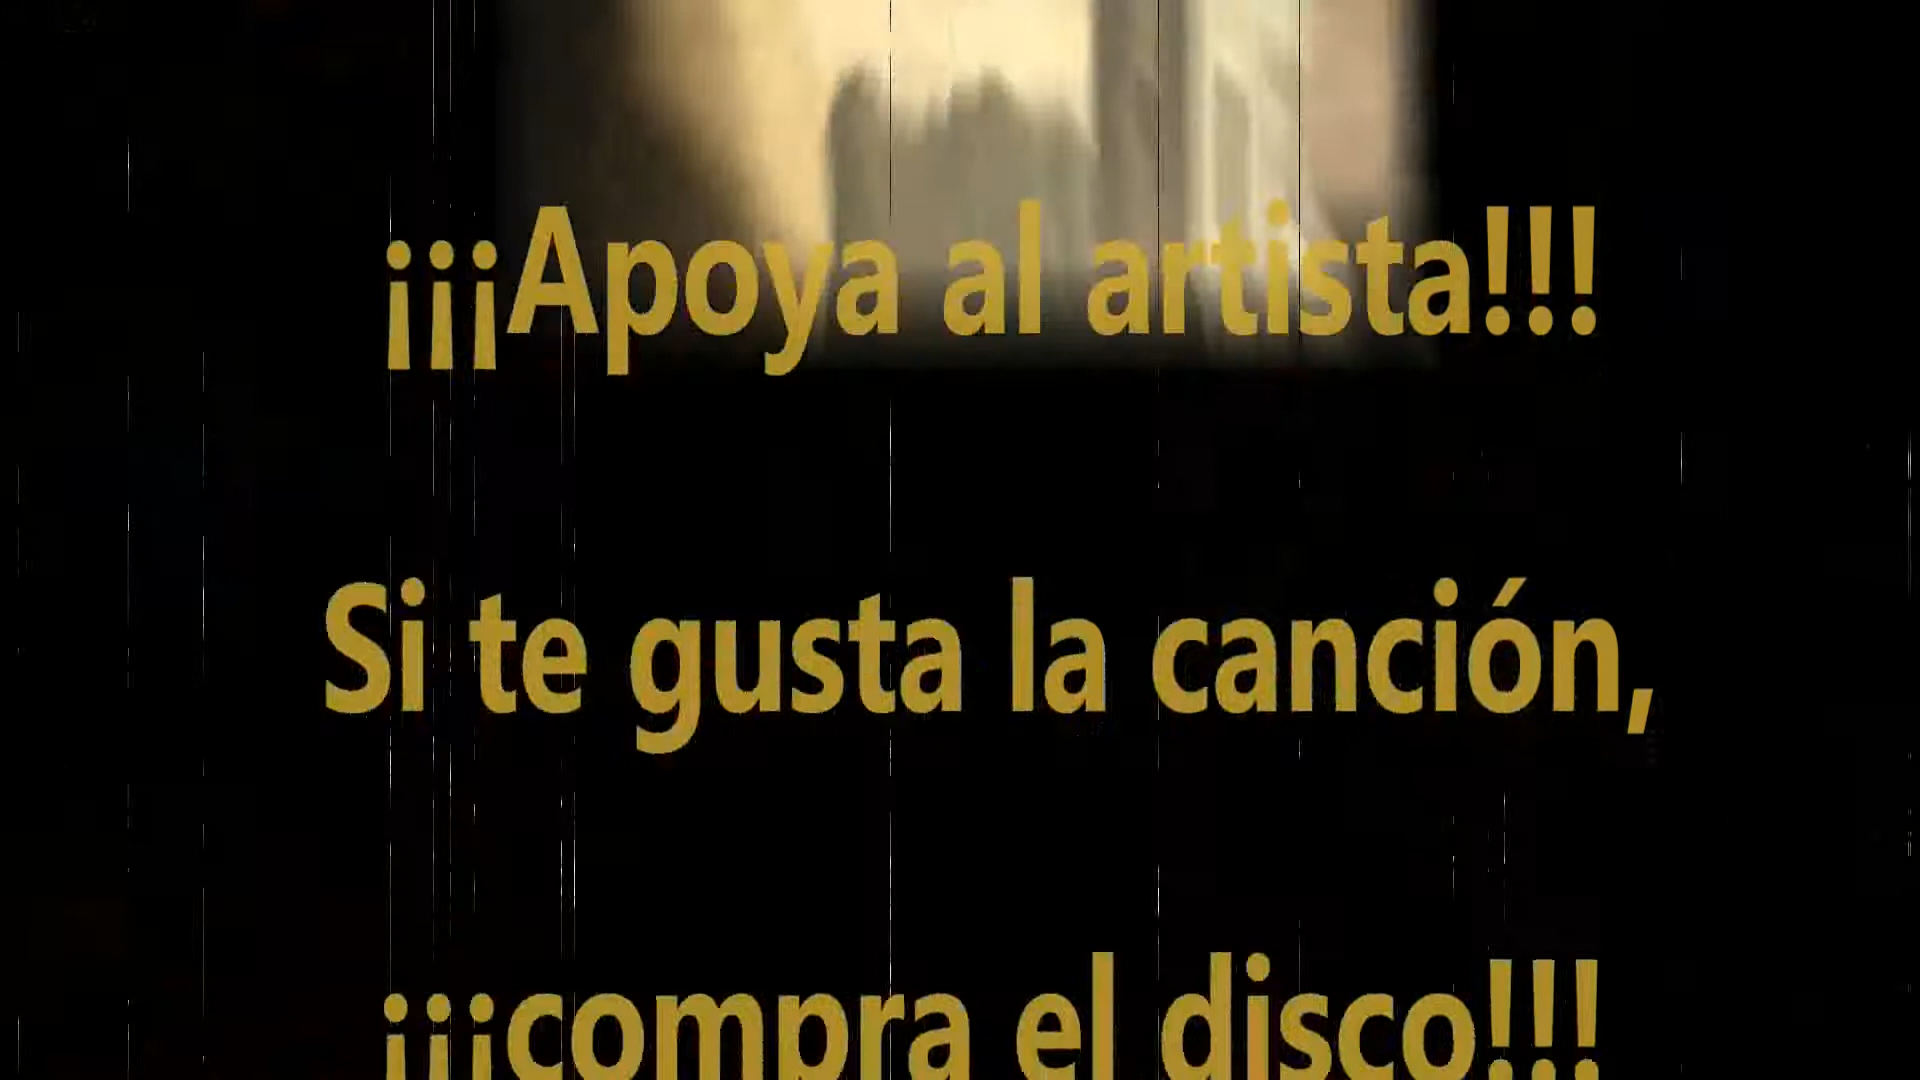 ¡¡¡Apoya al artista!!!
Si te gusta la canción,
¡¡¡compra el disco!!!